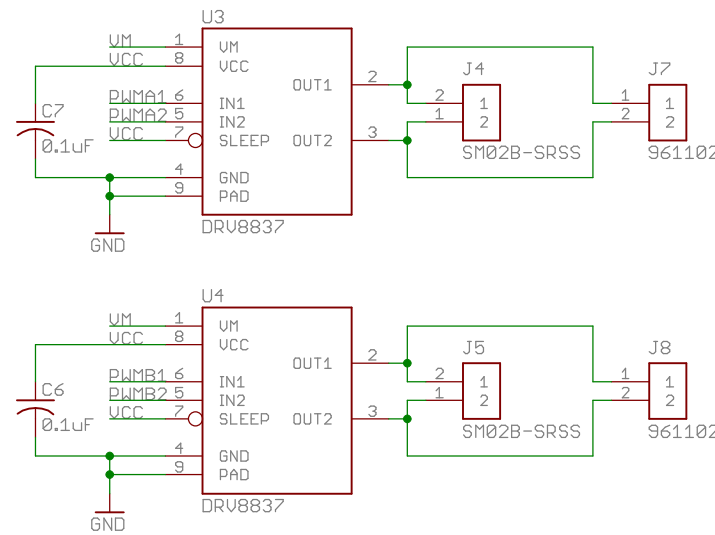 U3
VM 1 VM
VCC 8 VCC
OUT1 2
J4
J7
C7
PWMA1 6 IN1
2 1
1 1
PWMA2 5 IN2
1 2
2 2
0.1uF
VCC 7 SLEEP
OUT2 3
SM02B-SRSS
961102
4 GND
9 PAD
GND
DRV8837
U4
VM 1 VM
VCC 8 VCC
OUT1 2
J5
J8
C6
PWMB1 6 IN1
2 1
1 1
PWMB2 5 IN2
1 2
2 2
0.1uF
VCC 7 SLEEP
OUT2 3
SM02B-SRSS
961102
4 GND
9 PAD
GND
DRV8837